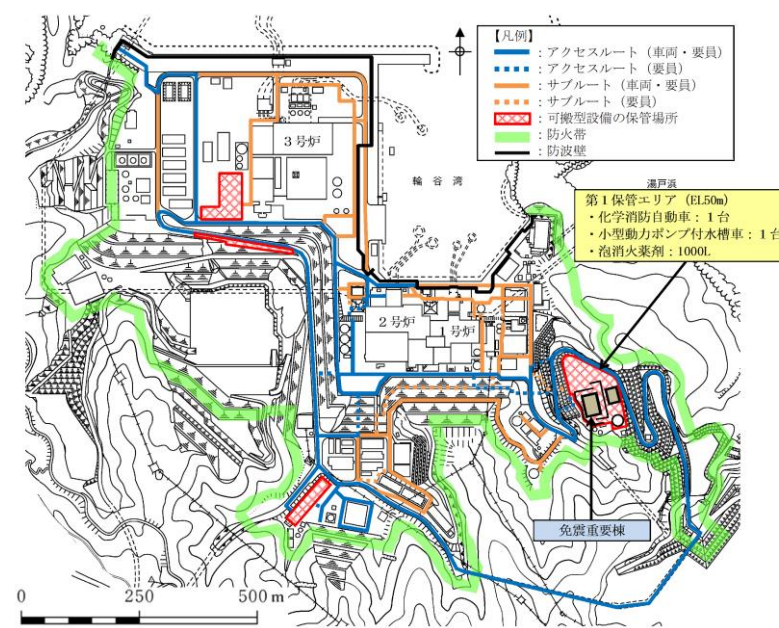 【凡例】
：アクセスルート（車両・要員）
：アクセスルート（要員）
：サブルート（車両・要員）
：サブルート（要員）
：可搬型設備の保管場所
：防火帯
：防波壁
３号炉
輪谷湾
湯戸浜
第１保管エリア（EL50m）
・化学消防自動車：１台
・小型動力ポンプ付水槽車：１台
・泡消火薬剤：1000L
２号炉
１号炉
免震重要棟
0 250 500m